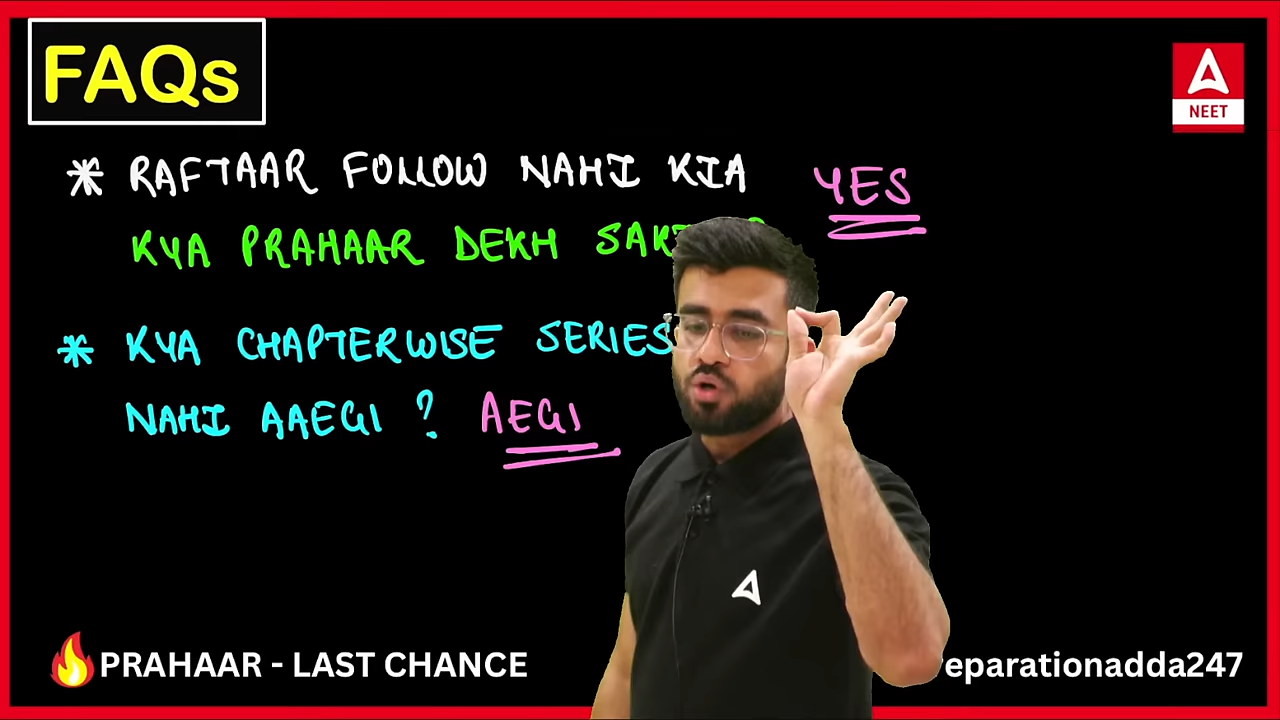 FAQs
NEET
* RAFTAAR FOLLOW NAHI KIA YES
KYA PRAHAAR DEKH
* KYA CHAPTERWISE SERIES
NAHI AAEGI ? AEGI
PRAHAAR - LAST CHANCE
eparationadda247